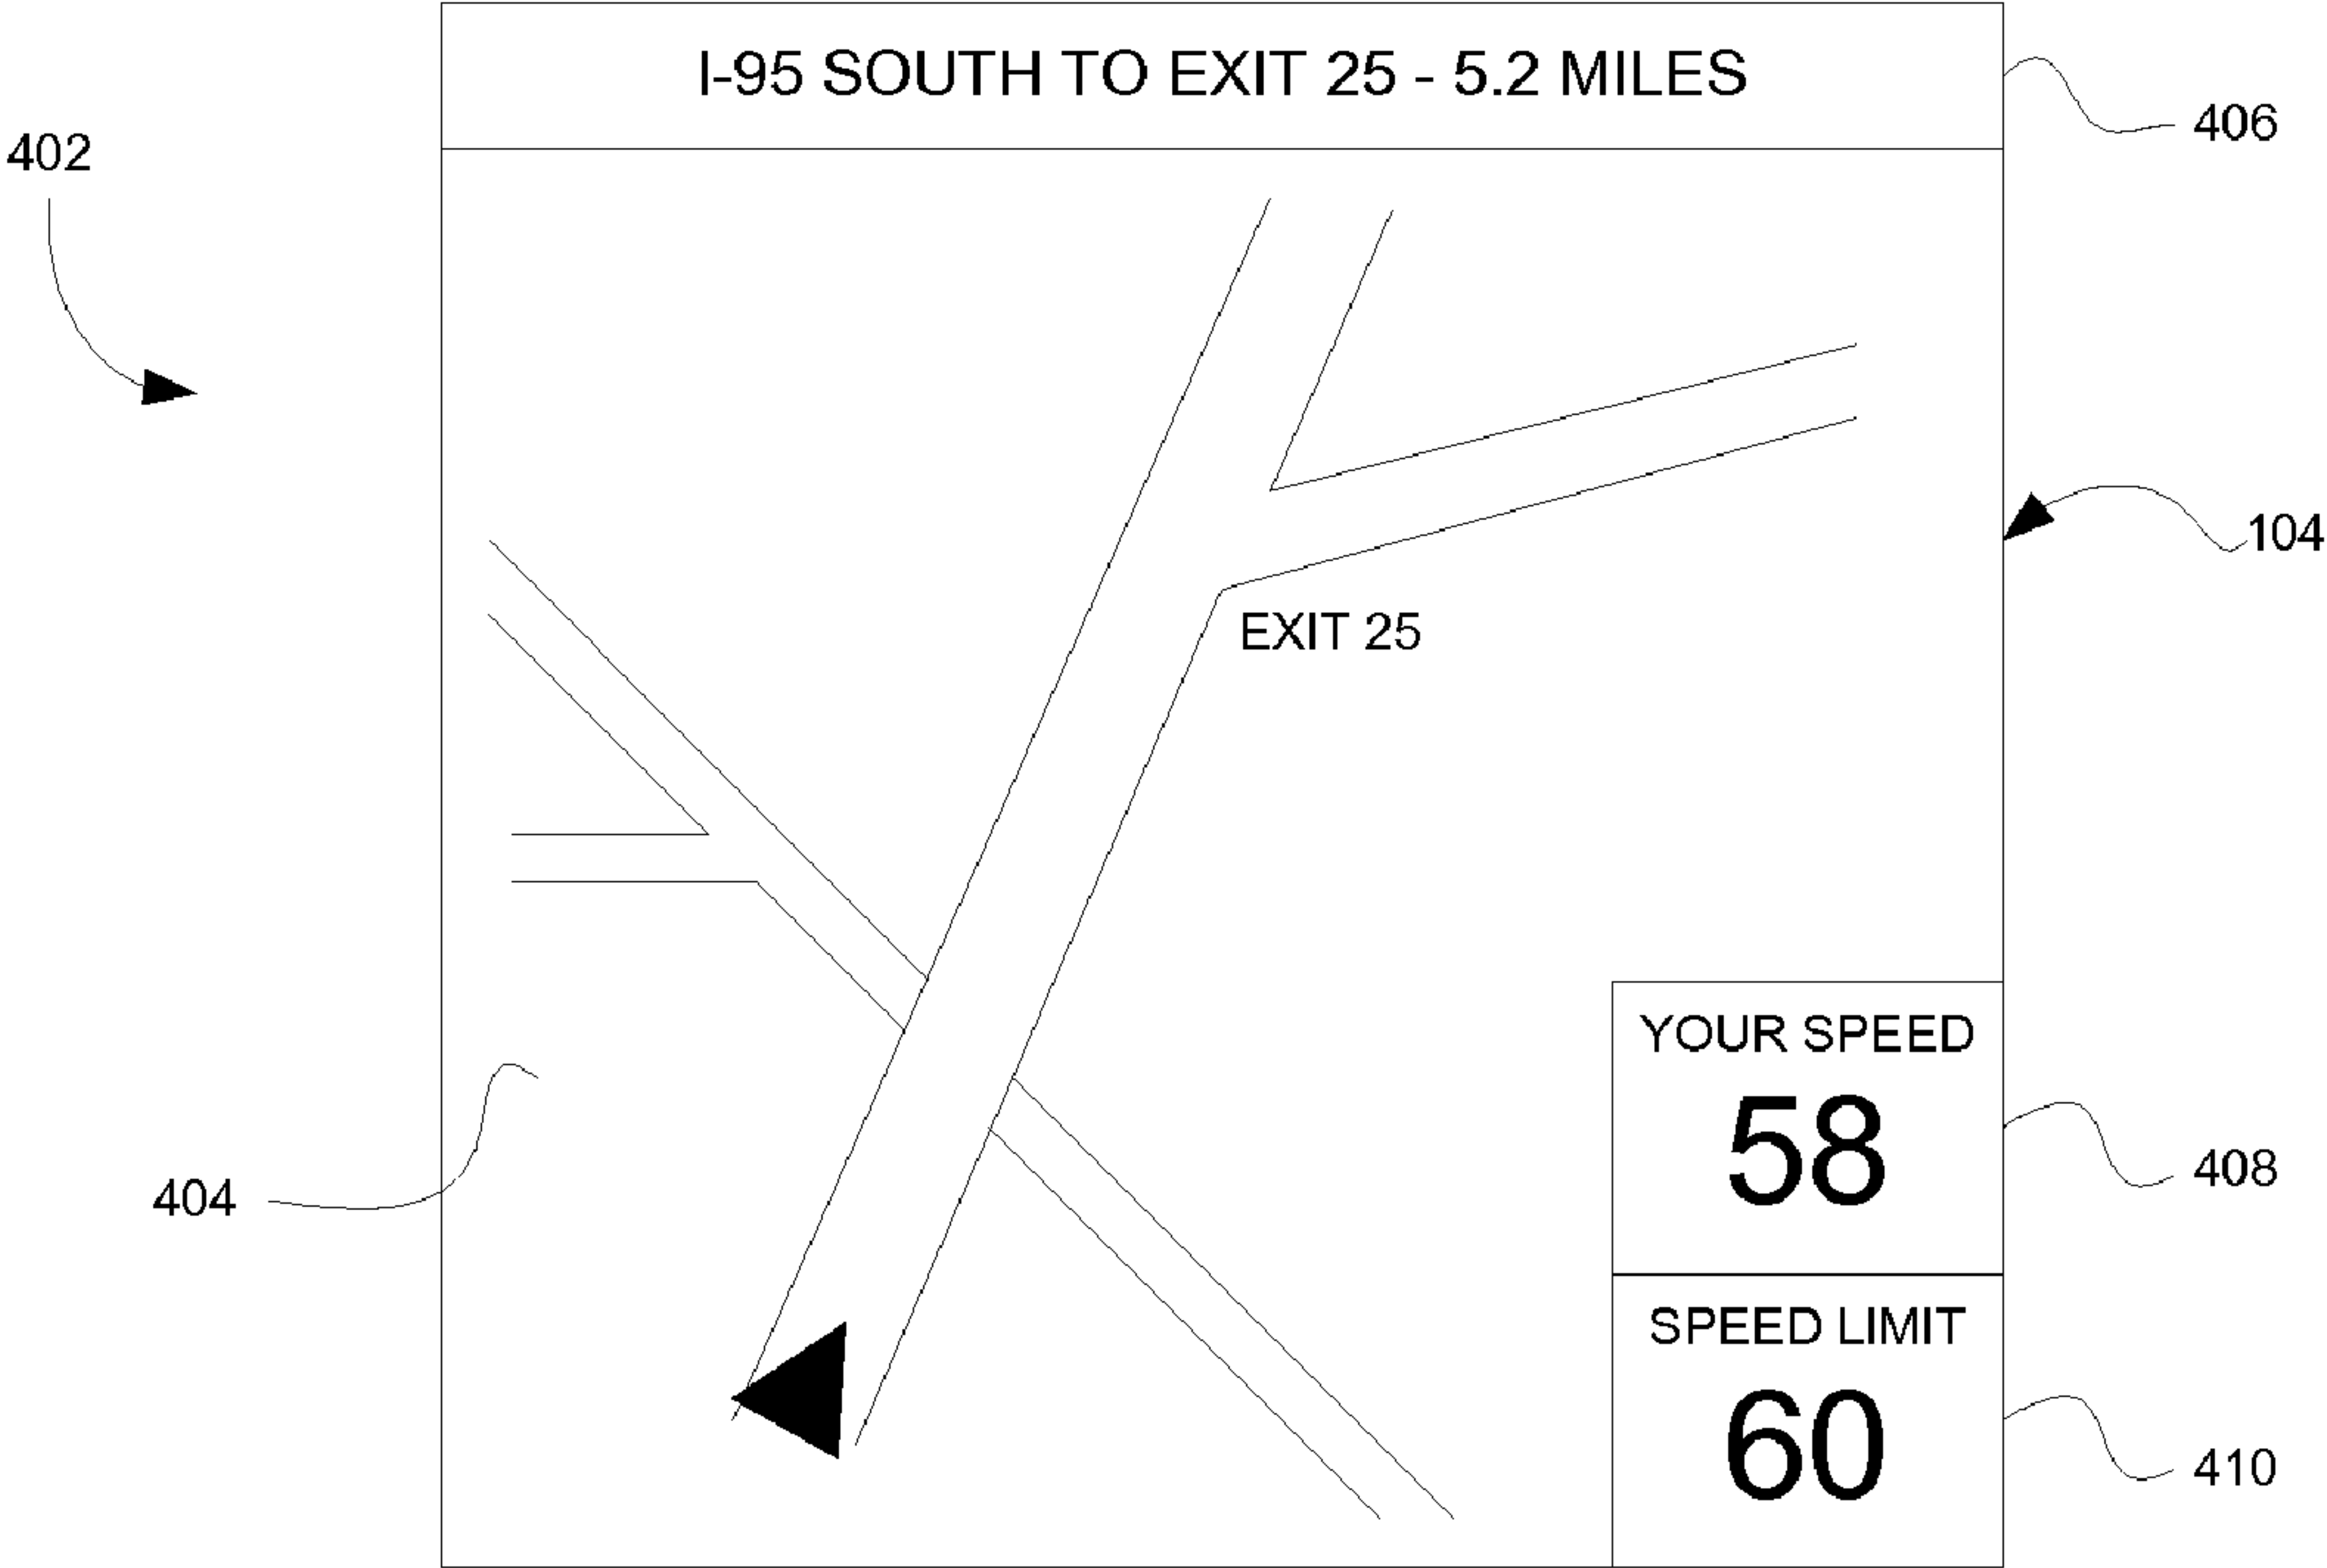 I-95 SOUTH TO EXIT 25 - 5.2 MILES
406
402
104
EXIT 25
YOUR SPEED
58
408
404
SPEED LIMIT
60
410